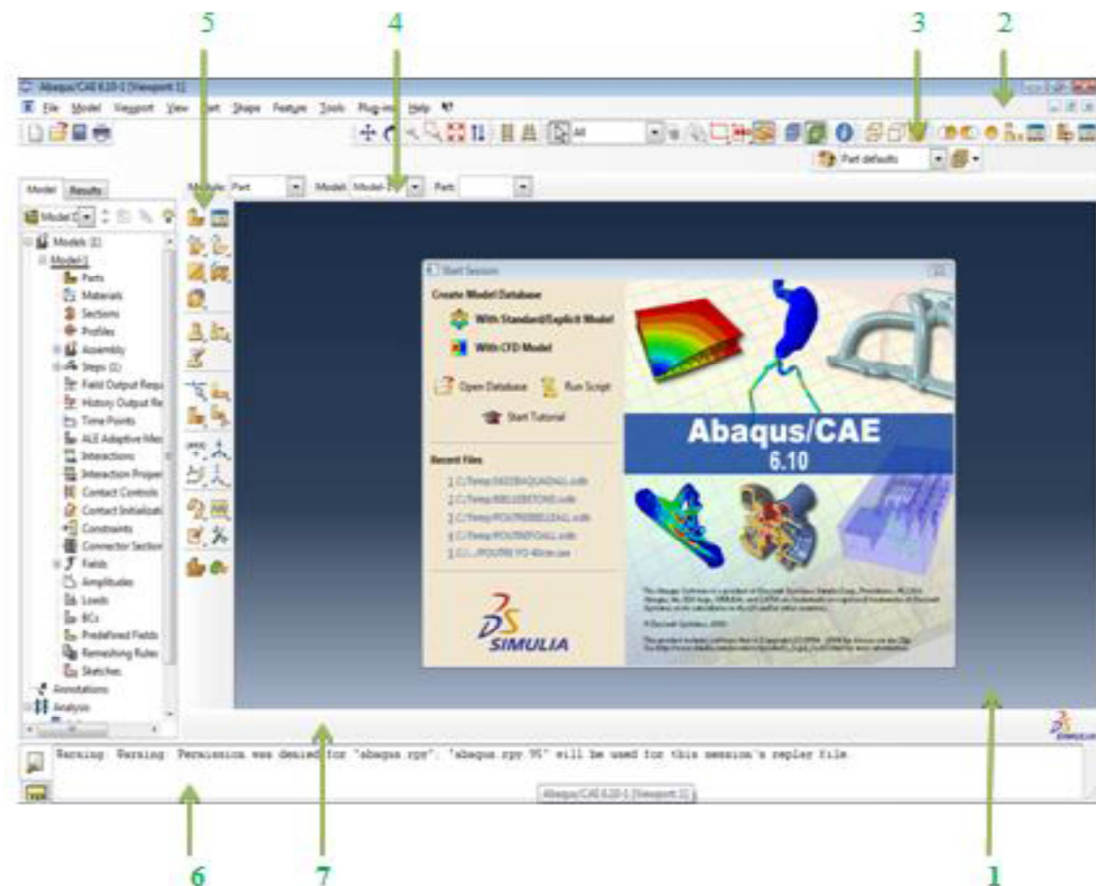 5 4 3 2
Abaqus/CAE 6.10-1 [Viewport: 1]
File Model Viewport View Part Shape Feature Tools Plug-ins Help
All
Part defaults
Model Results
Module: Part Model: Model-1 Part:
Model D
Models (1)
Model-1
Parts
Materials
Sections
Profiles
Assembly
Steps (1)
Field Output Requ
History Output Re
Time Points
ALE Adaptive Mes
Interactions
Interaction Proper
Contact Controls
Contact Initializat
Constraints
Connector Section
Fields
Amplitudes
Loads
BCs
Predefined Fields
Remeshing Rules
Sketches
Annotations
Analysis
Start Session
Create Model Database
With Standard/Explicit Model
With CFD Model
Open Database Run Script
Start Tutorial
Recent Files
SIMULIA
Abaqus/CAE
6.10
SIMULIA
Warning: Warning: Permission was denied for "abaqus.rpy"; "abaqus.rpy.95" will be used for this session's replay file.
Abaqus/CAE 6.10-1 [Viewport: 1]
6 7 1